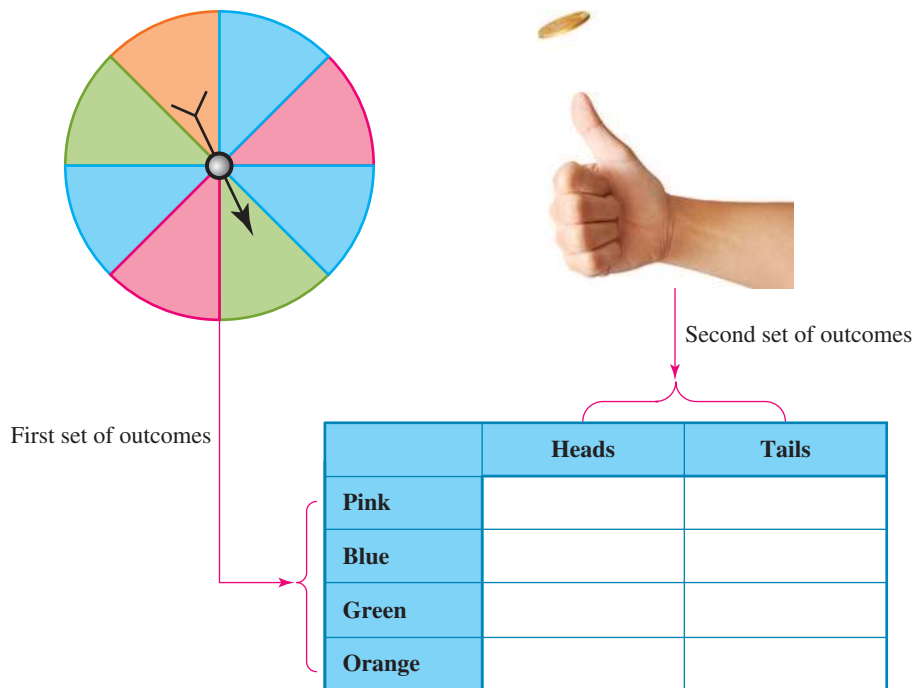 Second set of outcomes
First set of outcomes
Heads Tails
Pink
Blue
Green
Orange